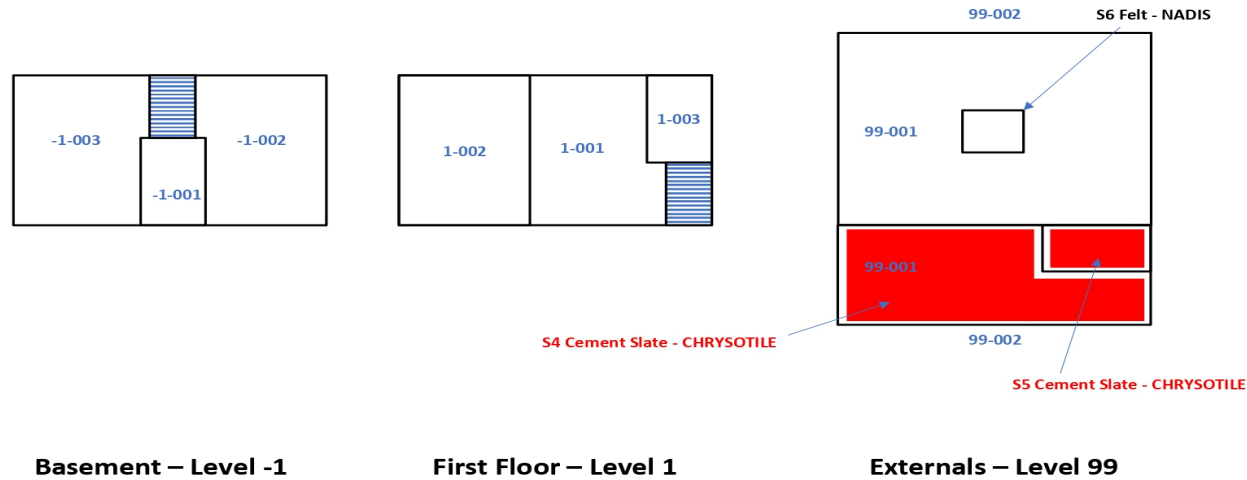 99-002
S6 Felt - NADIS
-1-003
-1-002
-1-001
1-002
1-001
1-003
99-001
99-001
S4 Cement Slate - CHRYSOTILE
99-002
S5 Cement Slate - CHRYSOTILE
Basement – Level -1
First Floor – Level 1
Externals – Level 99